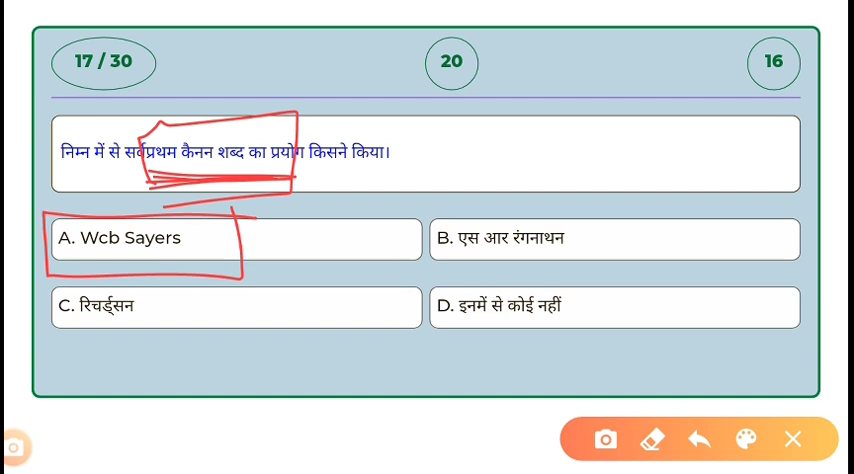 17 / 30
20
16
निम्न में से सर्वप्रथम कैनन शब्द का प्रयोग किसने किया।
A. Wcb Sayers
B. एस आर रंगनाथन
C. रिचर्ड्सन
D. इनमें से कोई नहीं